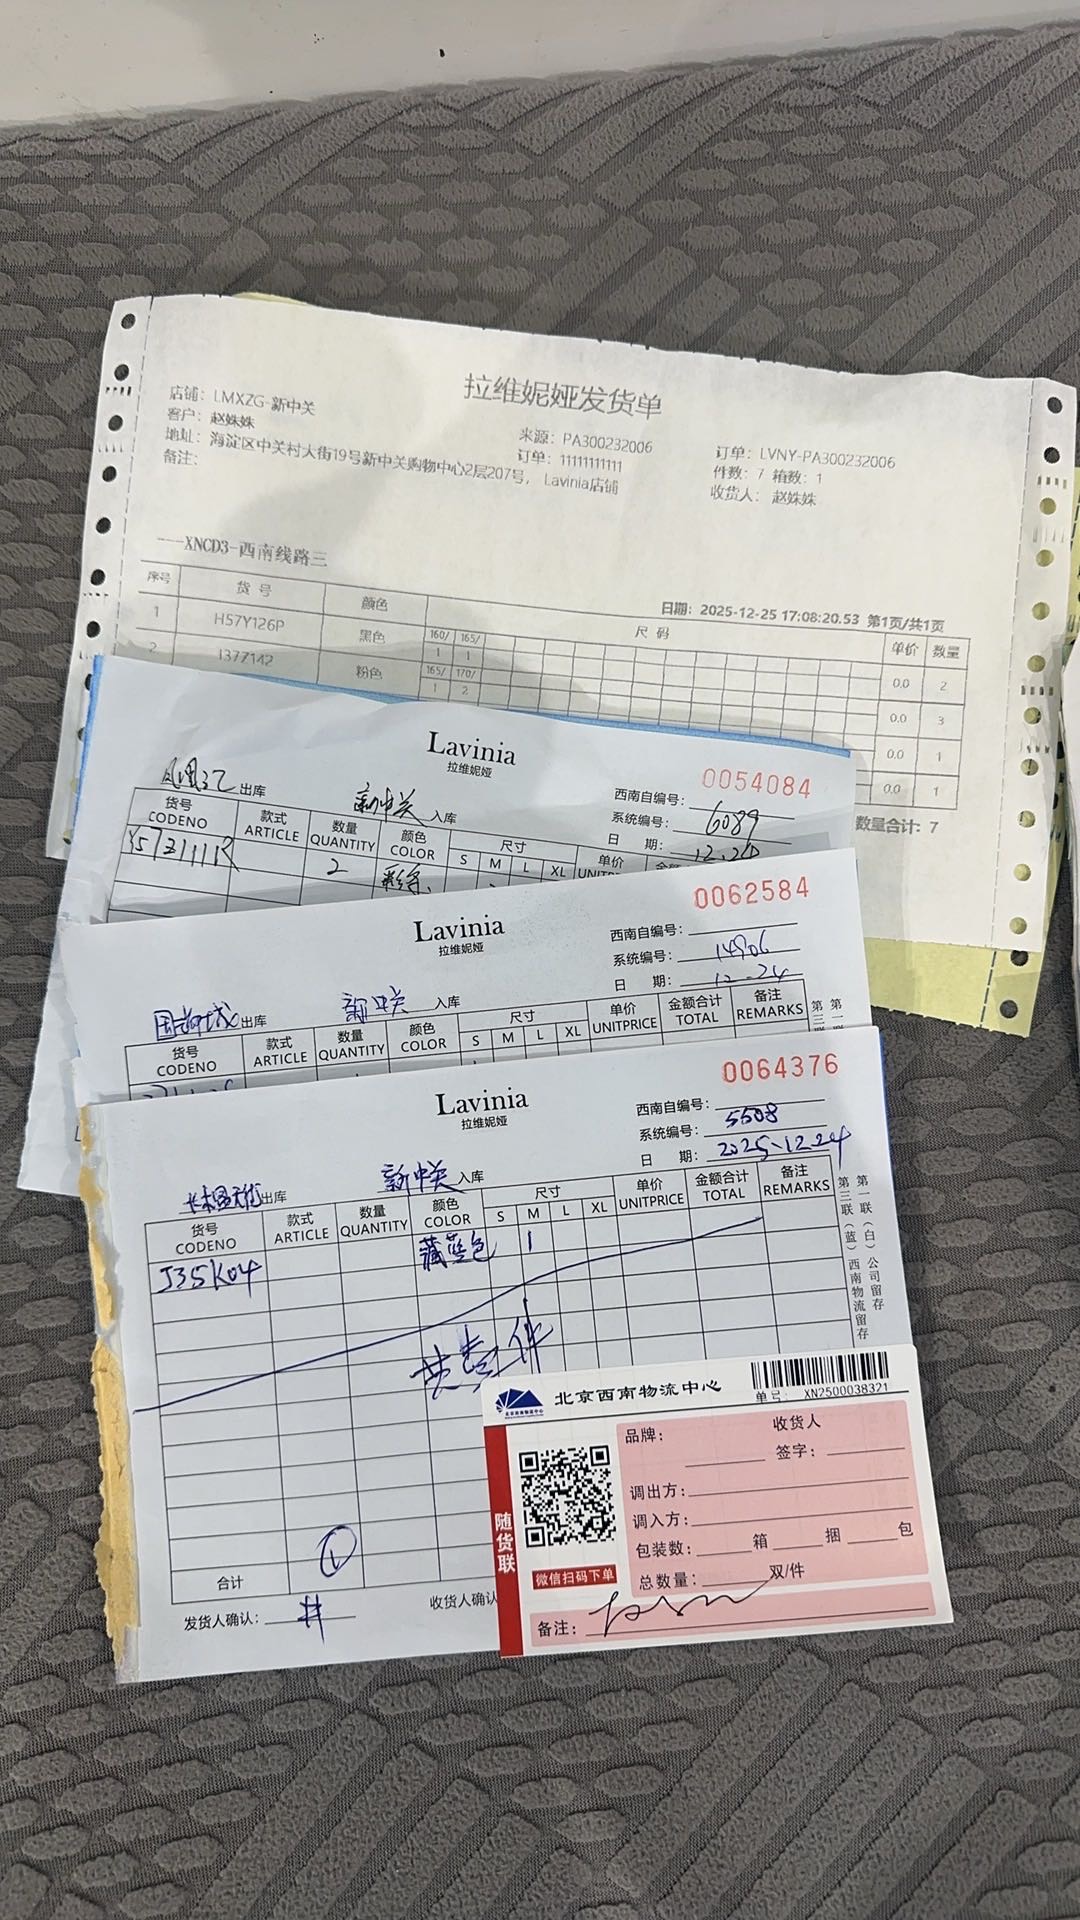 拉维妮娅发货单
店铺：LMXZG-新中关
客户：赵姝姝
来源：PA300232006
订单：LVNY-PA300232006
地址：海淀区中关村大街19号新中关购物中心2层207号，Lavinia店铺
订单：11111111111
件数：7 箱数：1
备注：
收货人：赵姝姝
---XNCD3-西南线路三
日期：2025-12-25 17:08:20.53 第1页/共1页
序号 货号 颜色 尺码 单价 数量
1 H57Y126P 黑色 160/ 165/ 0.0 2
1 1
2 I377142 粉色 165/ 170/ 0.0 3
1 2
0.0 1
0.0 1
数量合计：7
Lavinia
拉维妮娅
0054084
出库 新中关 入库
西南自编号：
系统编号：6089
日
货号 CODENO 款式 ARTICLE 数量 QUANTITY 颜色 COLOR 尺寸 S M L XL 单价
2
Lavinia
拉维妮娅
0062584
西南自编号：
系统编号：14906
日 期：12-24
出库 新中关 入库
货号 CODENO 款式 ARTICLE 数量 QUANTITY 颜色 COLOR 尺寸 S M L XL 单价 UNITPRICE 金额合计 TOTAL 备注 REMARKS
Lavinia
拉维妮娅
0064376
西南自编号：
系统编号：5508
日 期：2025-12.24
出库 新中关 入库
货号 CODENO 款式 ARTICLE 数量 QUANTITY 颜色 COLOR 尺寸 S M L XL 单价 UNITPRICE 金额合计 TOTAL 备注 REMARKS
J35K04 藏蓝色 1
共壹件
第一联（白）公司留存
第三联（蓝）西南物流留存
合计 1
发货人确认：
收货人确认
北京西南物流中心
单号：XN2500038321
随货联
微信扫码下单
品牌：
收货人
签字：
调出方：
调入方：
包装数： 箱 捆 包
总数量： 双/件
备注：